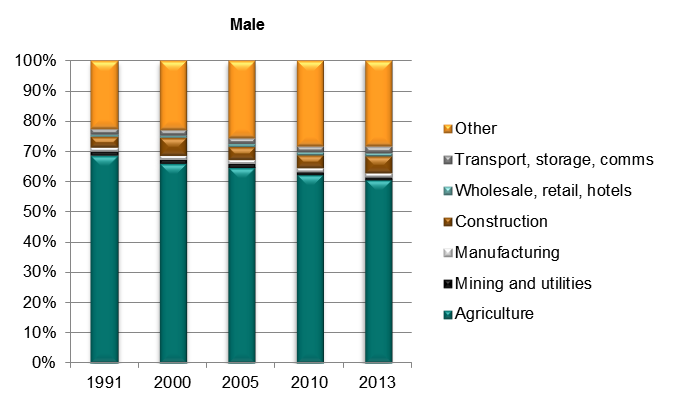 Male
100%
90%
80%
70%
60%
50%
40%
30%
20%
10%
0%
1991 2000 2005 2010 2013
Other
Transport, storage, comms
Wholesale, retail, hotels
Construction
Manufacturing
Mining and utilities
Agriculture